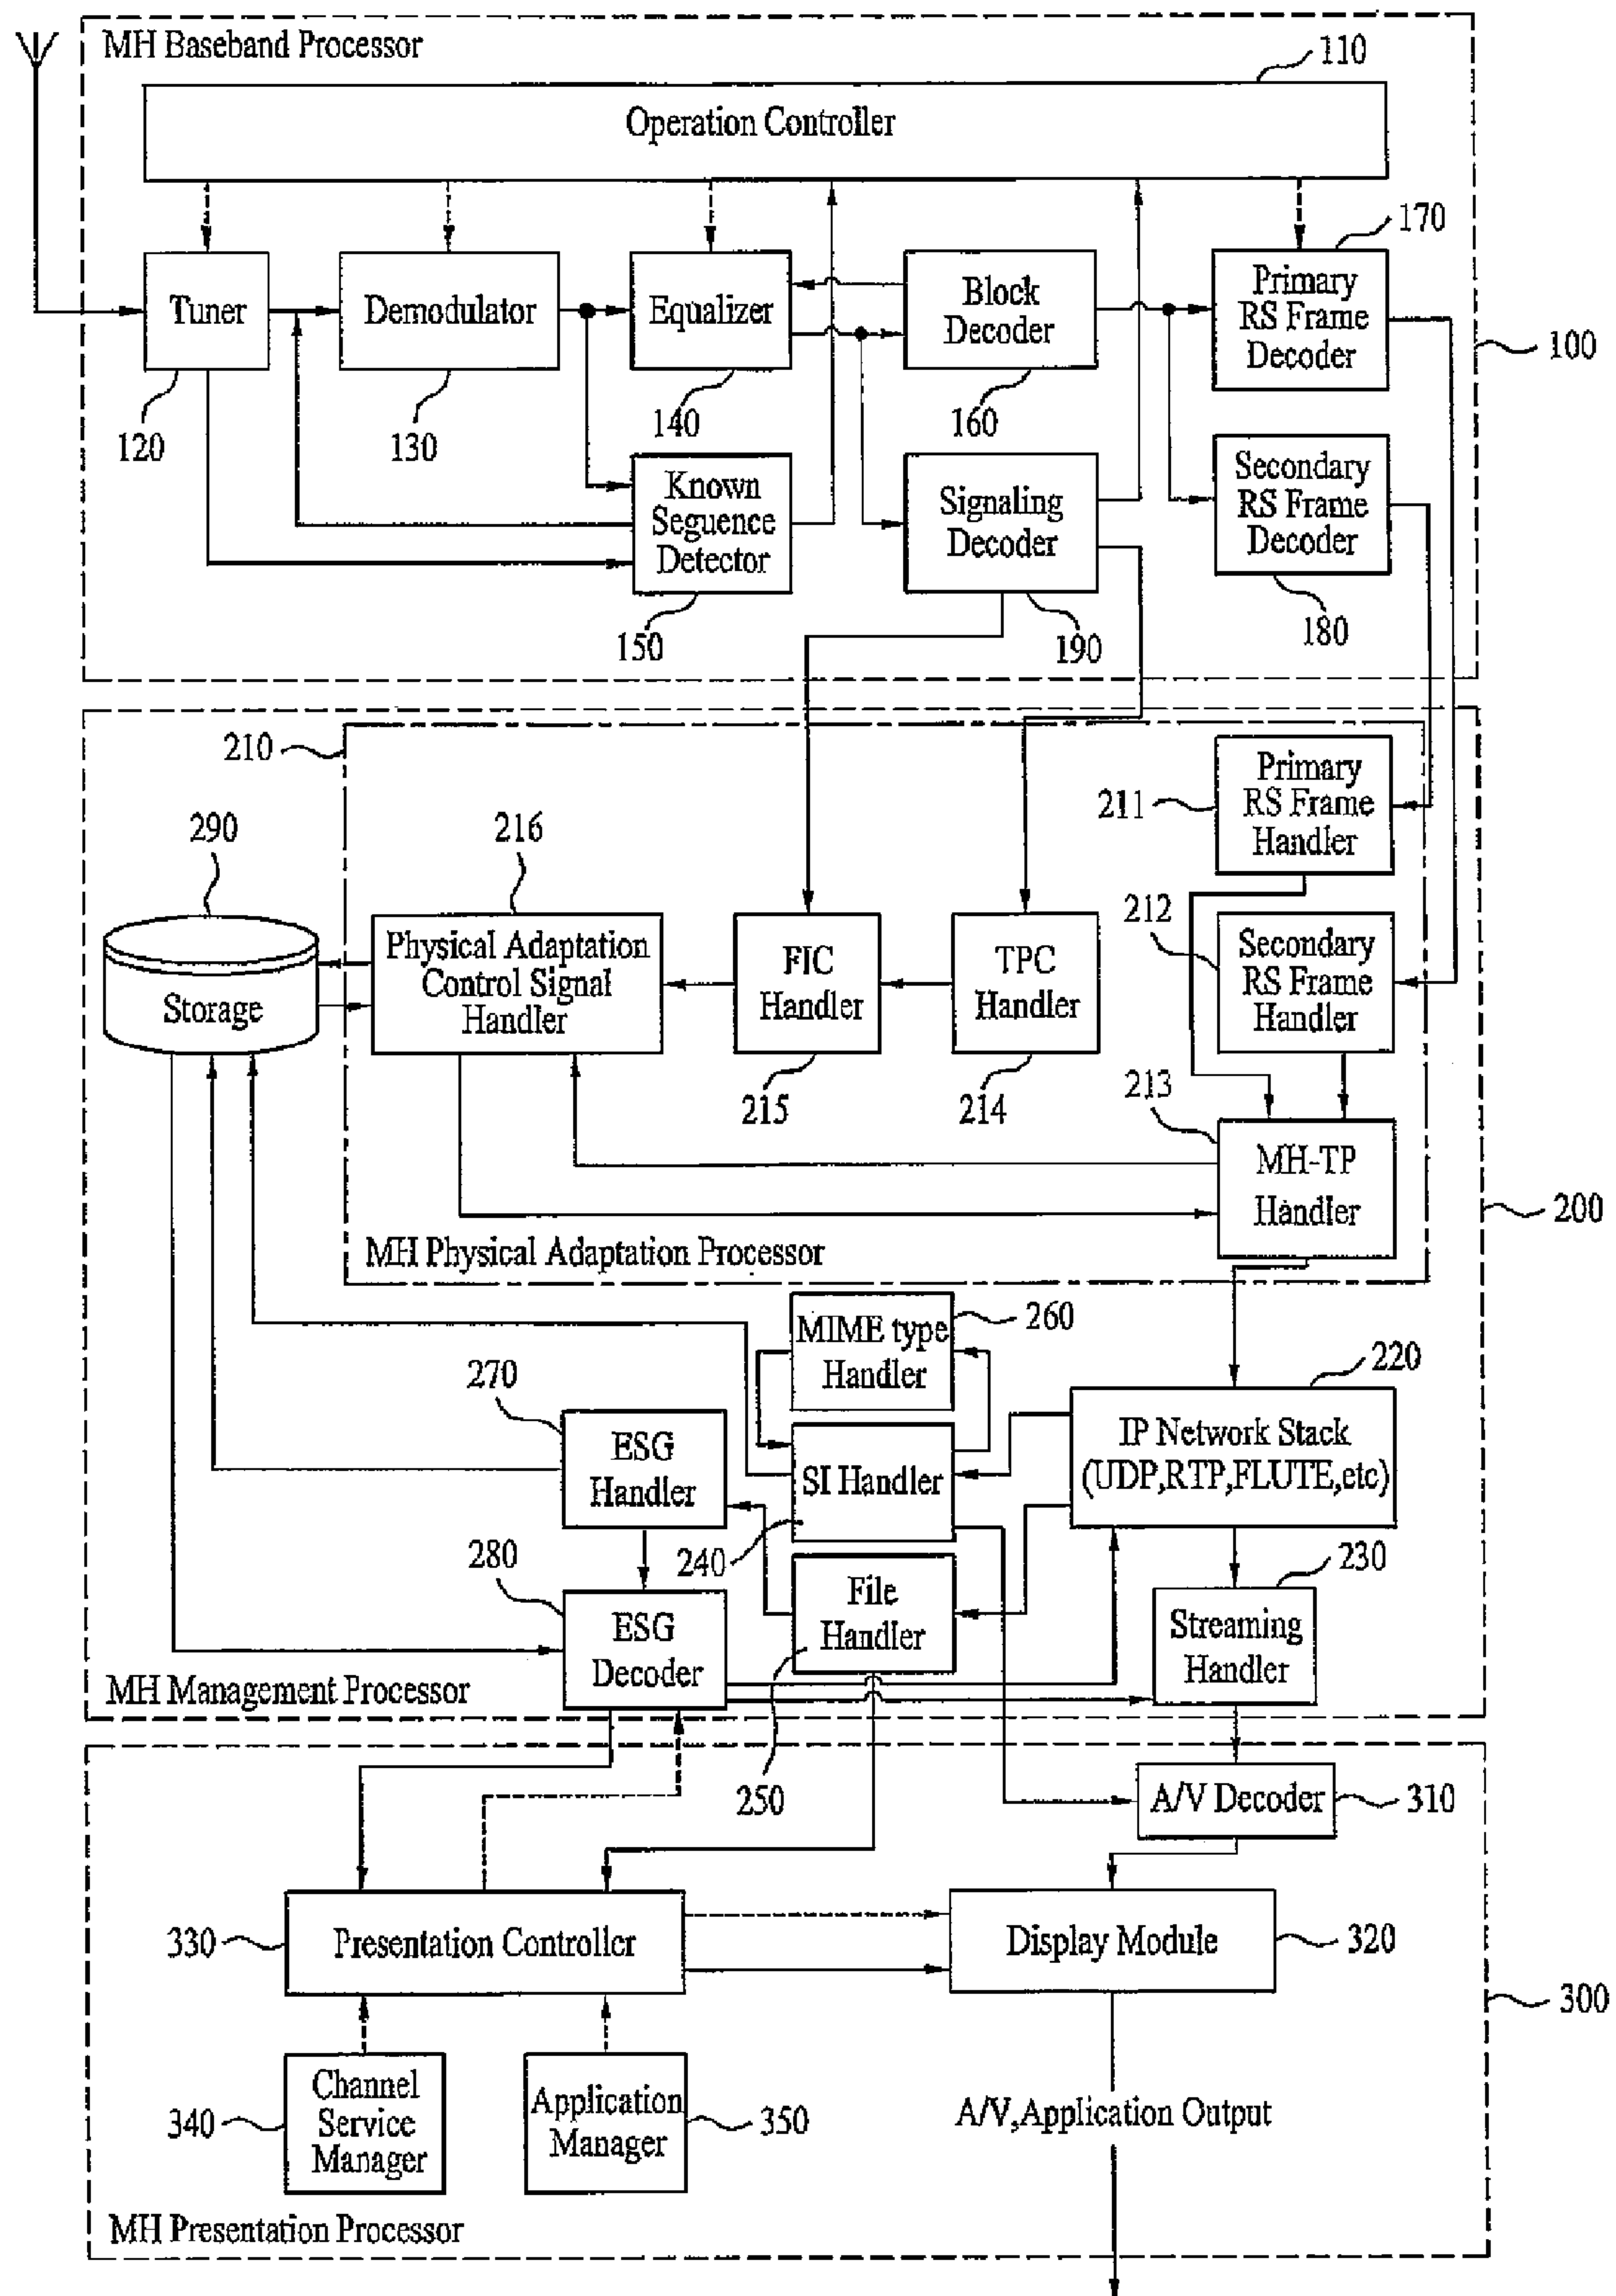 MH Baseband Processor
110
Operation Controller
170
Tuner
Demodulator
Equalizer
Block
Decoder
Primary
RS Frame
Decoder
100
120
130
140
160
Known
Seguence
Detector
Signaling
Decoder
Secondary
RS Frame
Decoder
150
190
180
210
Primary
RS Frame
Handler
211
290
216
212
Storage
Physical Adaptation
Control Signal
Handler
FIC
Handler
TPC
Handler
Secondary
RS Frame
Handler
215
214
213
MH-TP
Handler
200
MH Physical Adaptation Processor
MIME type
Handler
260
270
220
ESG
Handler
SI Handler
IP Network Stack
(UDP,RTP,FLUTE,etc)
280
240
230
ESG
Decoder
File
Handler
Streaming
Handler
MH Management Processor
250
A/V Decoder
310
330
Presentation Controller
Display Module
320
300
340
Channel
Service
Manager
Application
Manager
350
A/V,Application Output
MH Presentation Processor